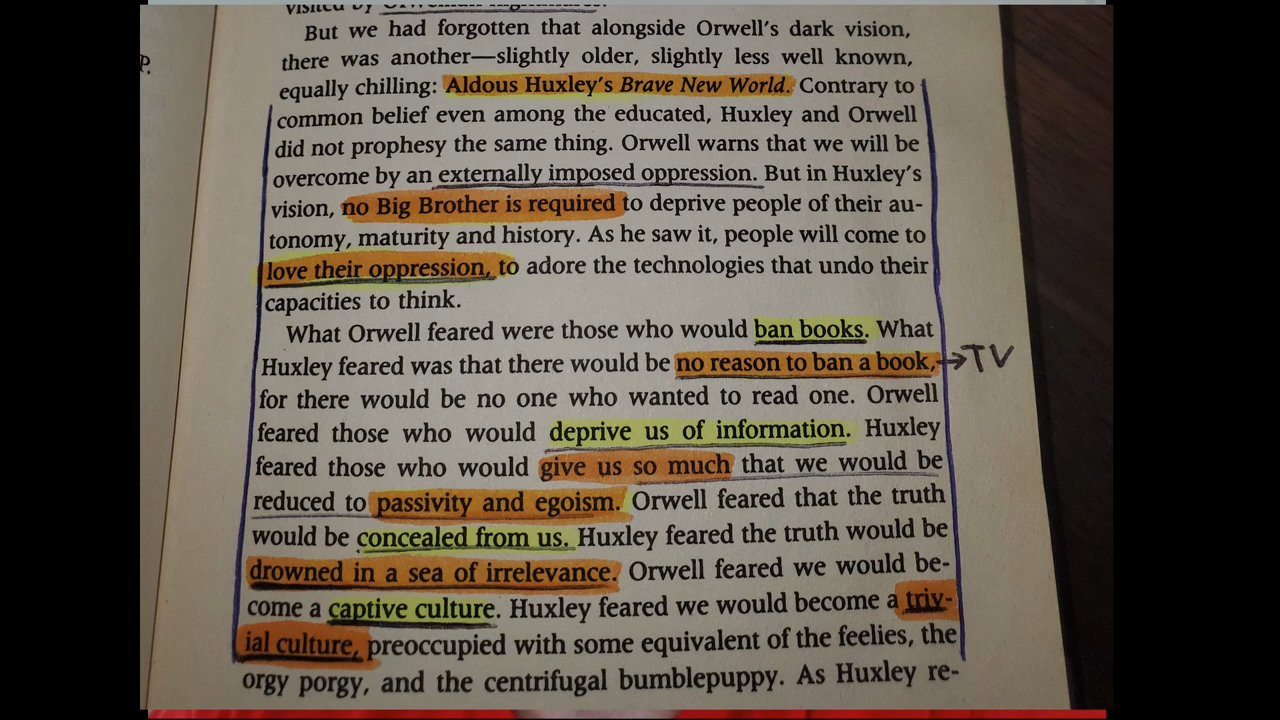 But we had forgotten that alongside Orwell's dark vision,
there was another—slightly older, slightly less well known,
equally chilling: Aldous Huxley's Brave New World. Contrary to
common belief even among the educated, Huxley and Orwell
did not prophesy the same thing. Orwell warns that we will be
overcome by an externally imposed oppression. But in Huxley's
vision, no Big Brother is required to deprive people of their au-
tonomy, maturity and history. As he saw it, people will come to
love their oppression, to adore the technologies that undo their
capacities to think.
What Orwell feared were those who would ban books. What
Huxley feared was that there would be no reason to ban a book, →TV
for there would be no one who wanted to read one. Orwell
feared those who would deprive us of information. Huxley
feared those who would give us so much that we would be
reduced to passivity and egoism. Orwell feared that the truth
would be concealed from us. Huxley feared the truth would be
drowned in a sea of irrelevance. Orwell feared we would be-
come a captive culture. Huxley feared we would become a triv-
ial culture, preoccupied with some equivalent of the feelies, the
orgy porgy, and the centrifugal bumblepuppy. As Huxley re-